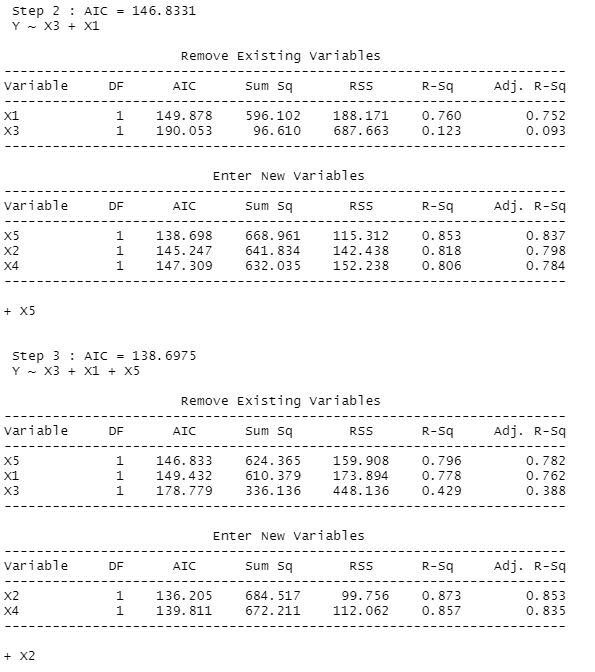 Step 2 : AIC = 146.8331
Y ~ X3 + X1
Remove Existing Variables
--------------------------------------------------------------------
Variable DF AIC Sum Sq RSS R-Sq Adj. R-Sq
--------------------------------------------------------------------
X1 1 149.878 596.102 188.171 0.760 0.752
X3 1 190.053 96.610 687.663 0.123 0.093
--------------------------------------------------------------------
Enter New Variables
--------------------------------------------------------------------
Variable DF AIC Sum Sq RSS R-Sq Adj. R-Sq
--------------------------------------------------------------------
X5 1 138.698 668.961 115.312 0.853 0.837
X2 1 145.247 641.834 142.438 0.818 0.798
X4 1 147.309 632.035 152.238 0.806 0.784
--------------------------------------------------------------------
+ X5
Step 3 : AIC = 138.6975
Y ~ X3 + X1 + X5
Remove Existing Variables
--------------------------------------------------------------------
Variable DF AIC Sum Sq RSS R-Sq Adj. R-Sq
--------------------------------------------------------------------
X5 1 146.833 624.365 159.908 0.796 0.782
X1 1 149.432 610.379 173.894 0.778 0.762
X3 1 178.779 336.136 448.136 0.429 0.388
--------------------------------------------------------------------
Enter New Variables
--------------------------------------------------------------------
Variable DF AIC Sum Sq RSS R-Sq Adj. R-Sq
--------------------------------------------------------------------
X2 1 136.205 684.517 99.756 0.873 0.853
X4 1 139.811 672.211 112.062 0.857 0.835
--------------------------------------------------------------------
+ X2